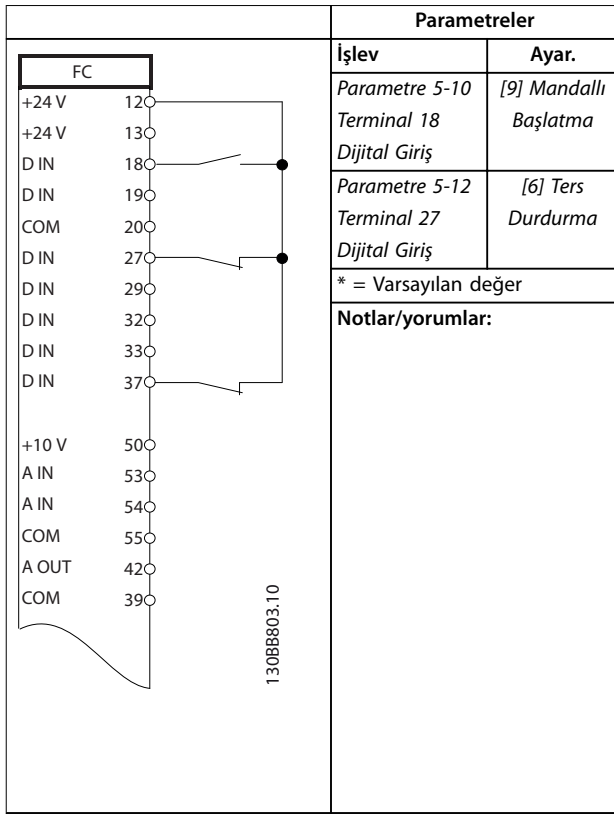 FC
+24 V 12
+24 V 13
D IN 18
D IN 19
COM 20
D IN 27
D IN 29
D IN 32
D IN 33
D IN 37
+10 V 50
A IN 53
A IN 54
COM 55
A OUT 42
COM 39
130BB803.10
Parametreler
İşlev Ayar.
Parametre 5-10 [9] Mandallı
Terminal 18 Başlatma
Dijital Giriş
Parametre 5-12 [6] Ters
Terminal 27 Durdurma
Dijital Giriş
* = Varsayılan değer
Notlar/yorumlar: